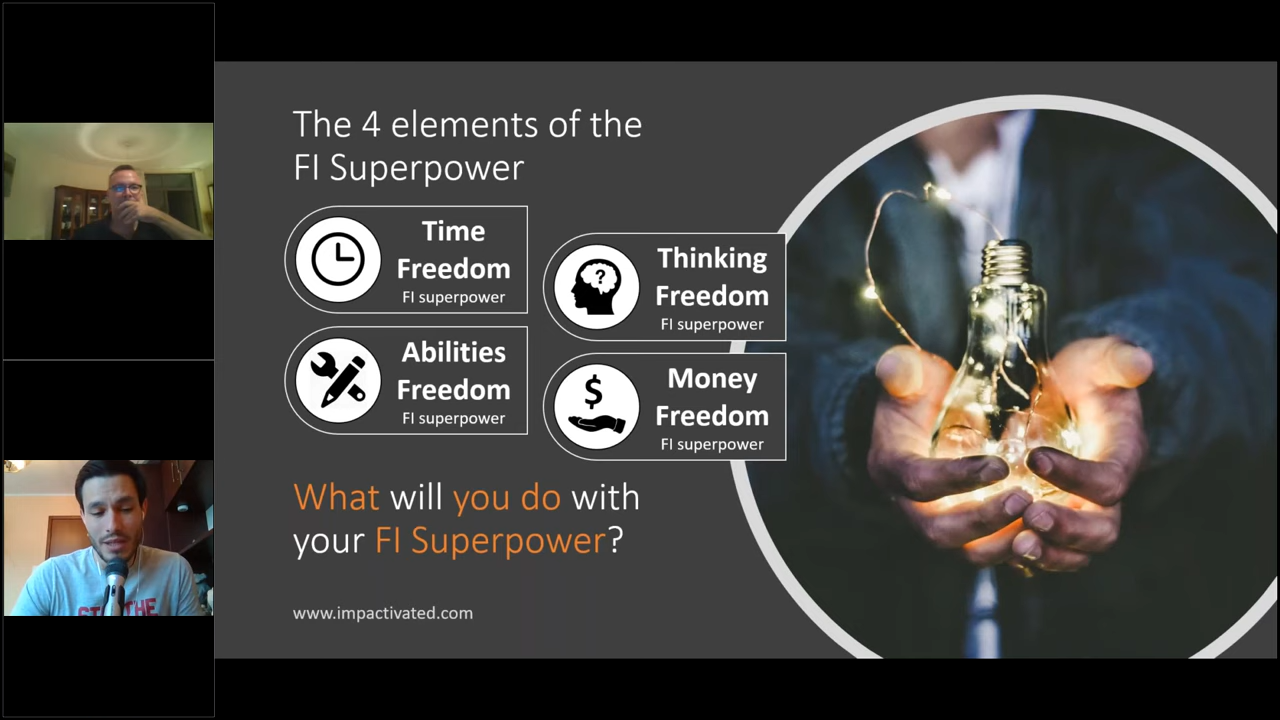 The 4 elements of the
FI Superpower
Time
Freedom
FI superpower
Thinking
Freedom
FI superpower
Abilities
Freedom
FI superpower
Money
Freedom
FI superpower
What will you do with
your FI Superpower?
www.impactivated.com
THE